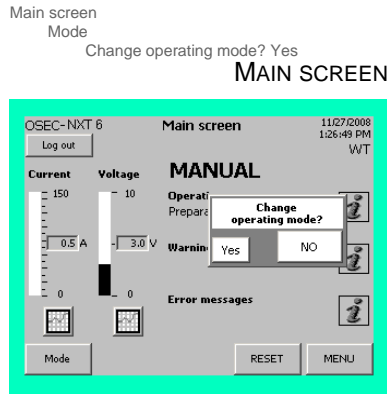 Main screen
Mode
Change operating mode? Yes
MAIN SCREEN
OSEC-NXT 6
Main screen
11/27/2008
1:26:49 PM
Log out
WT
Current
Voltage
MANUAL
150
10
Operati
Prepara
Change
operating mode?
Yes
NO
0.5 A
3.0 V
Warnin
0
0
Error messages
Mode
RESET
MENU